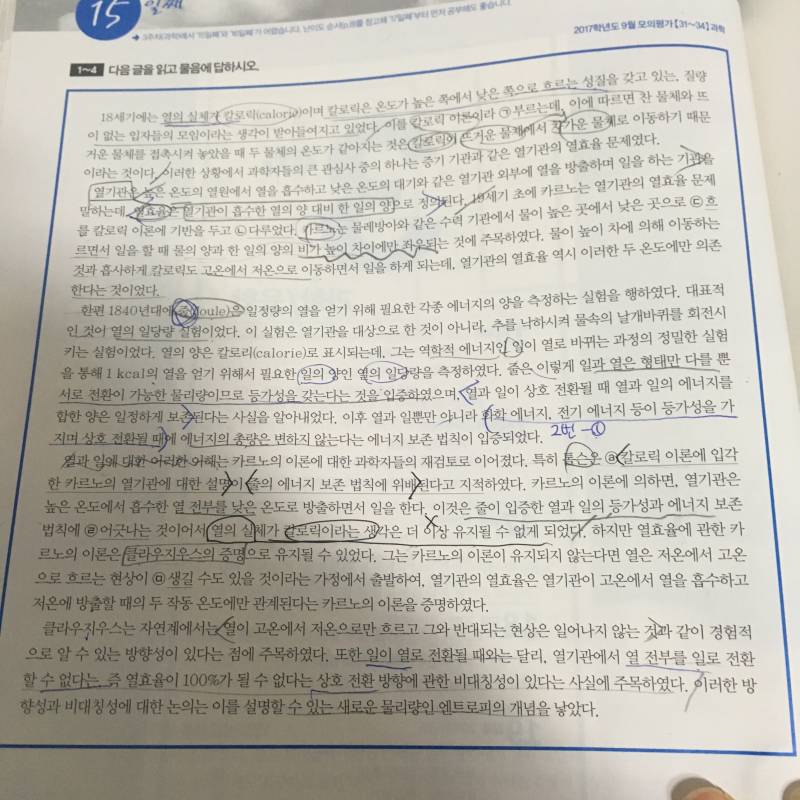 15 일째
➔ 3주차(과학)에서
2017학년도 9월 모의평가【31～34】과학
1~4 다음 글을 읽고 물음에 답하시오.
18세기에는 열의 실체가 칼로릭(caloric)이며 칼로릭은 온도가 높은 쪽에서 낮은 쪽으로 흐르는 성질을 갖고 있는, 질량
이 없는 입자들의 모임이라는 생각이 받아들여지고 있었다. 이를 칼로릭 이론이라 ㉠ 부르는데, 이에 따르면 찬 물체와 뜨
거운 물체를 접촉시켜 놓았을 때 두 물체의 온도가 같아지는 것은 칼로릭이 뜨거운 물체에서 차가운 물체로 이동하기 때문
이라는 것이다. 이러한 상황에서 과학자들의 큰 관심사 중의 하나는 증기 기관과 같은 열기관의 열효율 문제였다.
열기관은 높은 온도의 열원에서 열을 흡수하고 낮은 온도의 대기와 같은 열기관 외부에 열을 방출하며 일을 하는 기관을
말하는데, 열효율은 열기관이 흡수한 열의 양 대비 한 일의 양으로 정의된다. 19세기 초에 카르노는 열기관의 열효율 문제
를 칼로릭 이론에 기반을 두고 ㉡ 다루었다. 카르노는 물레방아와 같은 수력 기관에서 물이 높은 곳에서 낮은 곳으로 ㉢ 흐
르면서 일을 할 때 물의 양과 한 일의 양의 비가 높이 차이에만 좌우되는 것에 주목하였다. 물이 높이 차에 의해 이동하는
것과 흡사하게 칼로릭도 고온에서 저온으로 이동하면서 일을 하게 되는데, 열기관의 열효율 역시 이러한 두 온도에만 의존
한다는 것이었다.
한편 1840년대에 줄(Joule)은 일정량의 열을 얻기 위해 필요한 각종 에너지의 양을 측정하는 실험을 행하였다. 대표적
인 것이 열의 일당량 실험이었다. 이 실험은 열기관을 대상으로 한 것이 아니라, 추를 낙하시켜 물속의 날개바퀴를 회전시
키는 실험이었다. 열의 양은 칼로리(calorie)로 표시되는데, 그는 역학적 에너지인 일이 열로 바뀌는 과정의 정밀한 실험
을 통해 1 kcal의 열을 얻기 위해서 필요한 일의 양인 열의 일당량을 측정하였다. 줄은 이렇게 일과 열은 형태만 다를 뿐
서로 전환이 가능한 물리량이므로 등가성을 갖는다는 것을 입증하였으며, 열과 일이 상호 전환될 때 열과 일의 에너지를
합한 양은 일정하게 보존된다는 사실을 알아내었다. 이후 열과 일뿐만 아니라 화학 에너지, 전기 에너지 등이 등가성을 가
지며 상호 전환될 때에 에너지의 총량은 변하지 않는다는 에너지 보존 법칙이 입증되었다. 2번 - ①
열과 일에 대한 이러한 이해는 카르노의 이론에 대한 과학자들의 재검토로 이어졌다. 특히 톰슨은 ⓐ 칼로릭 이론에 입각
한 카르노의 열기관에 대한 설명이 줄의 에너지 보존 법칙에 위배된다고 지적하였다. 카르노의 이론에 의하면, 열기관은
높은 온도에서 흡수한 열 전부를 낮은 온도로 방출하면서 일을 한다. 이것은 줄이 입증한 열과 일의 등가성과 에너지 보존
법칙에 ㉣ 어긋나는 것이어서 열의 실체가 칼로릭이라는 생각은 더 이상 유지될 수 없게 되었다. 하지만 열효율에 관한 카
르노의 이론은 클라우지우스의 증명으로 유지될 수 있었다. 그는 카르노의 이론이 유지되지 않는다면 열은 저온에서 고온
으로 흐르는 현상이 ㉤ 생길 수도 있을 것이라는 가정에서 출발하여, 열기관의 열효율은 열기관이 고온에서 열을 흡수하고
저온에 방출할 때의 두 작동 온도에만 관계된다는 카르노의 이론을 증명하였다.
클라우지우스는 자연계에서는 열이 고온에서 저온으로만 흐르고 그와 반대되는 현상은 일어나지 않는 것과 같이 경험적
으로 알 수 있는 방향성이 있다는 점에 주목하였다. 또한 일이 열로 전환될 때와는 달리, 열기관에서 열 전부를 일로 전환
할 수 없다는, 즉 열효율이 100%가 될 수 없다는 상호 전환 방향에 관한 비대칭성이 있다는 사실에 주목하였다. 이러한 방
향성과 비대칭성에 대한 논의는 이를 설명할 수 있는 새로운 물리량인 엔트로피의 개념을 낳았다.